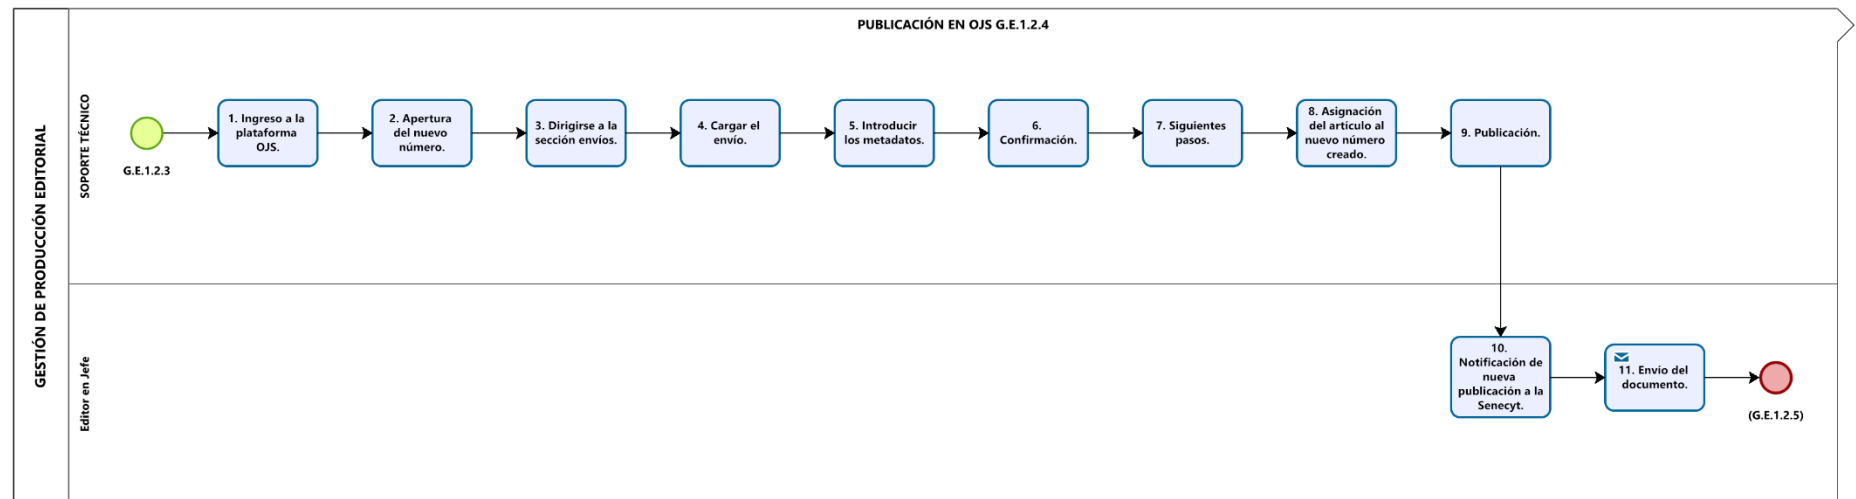 PUBLICACIÓN EN OJS G.E.1.2.4
GESTIÓN DE PRODUCCIÓN EDITORIAL
SOPORTE TÉCNICO
G.E.1.2.3
1. Ingreso a la
plataforma
OJS.
2. Apertura
del nuevo
número.
3. Dirigirse a la
sección envíos.
4. Cargar el
envío.
5. Introducir
los metadatos.
6.
Confirmación.
7. Siguientes
pasos.
8. Asignación
del artículo al
nuevo número
creado.
9. Publicación.
Editor en Jefe
10.
Notificación de
nueva
publicación a la
Senecyt.
11. Envío del
documento.
(G.E.1.2.5)